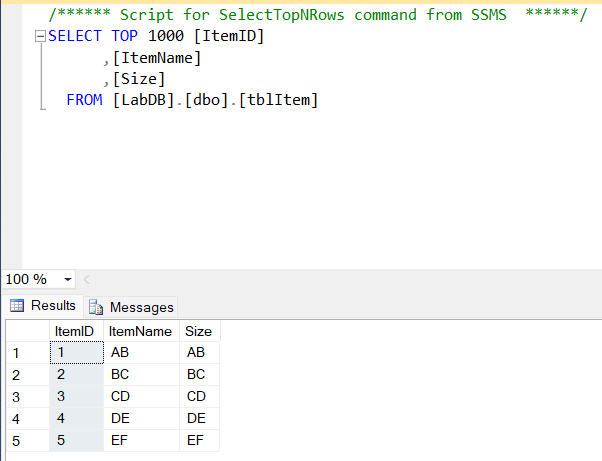 /****** Script for SelectTopNRows command from SSMS  ******/
SELECT TOP 1000 [ItemID]
      ,[ItemName]
      ,[Size]
  FROM [LabDB].[dbo].[tblItem]
100 %
Results Messages
ItemID ItemName Size
1 1 AB AB
2 2 BC BC
3 3 CD CD
4 4 DE DE
5 5 EF EF